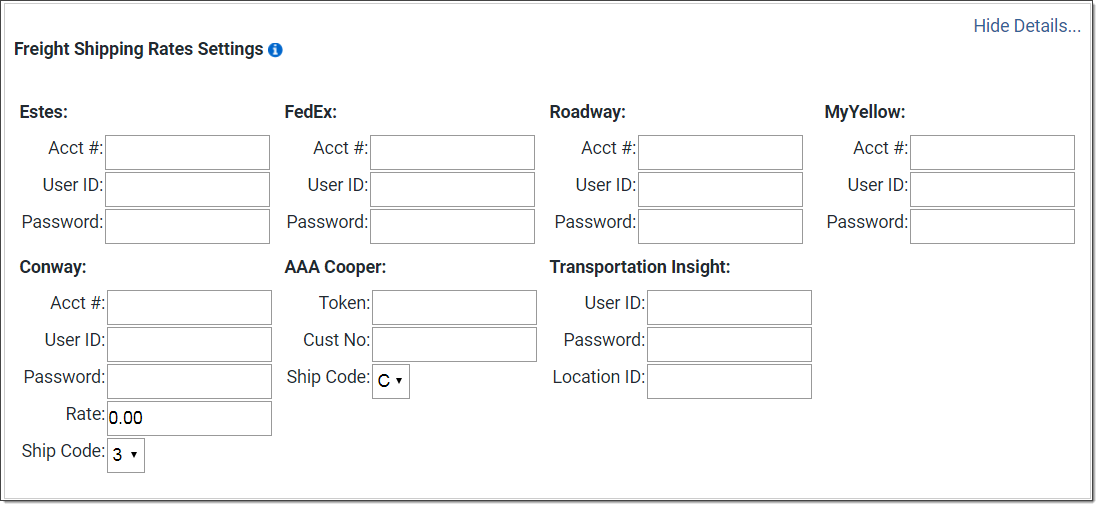 Hide Details...
Freight Shipping Rates Settings
Estes: FedEx: Roadway: MyYellow:
Acct #: Acct #: Acct #: Acct #:
User ID: User ID: User ID: User ID:
Password: Password: Password: Password:
Conway: AAA Cooper: Transportation Insight:
Acct #: Token: User ID:
User ID: Cust No: Password:
Password: Ship Code: C Location ID:
Rate: 0.00
Ship Code: 3